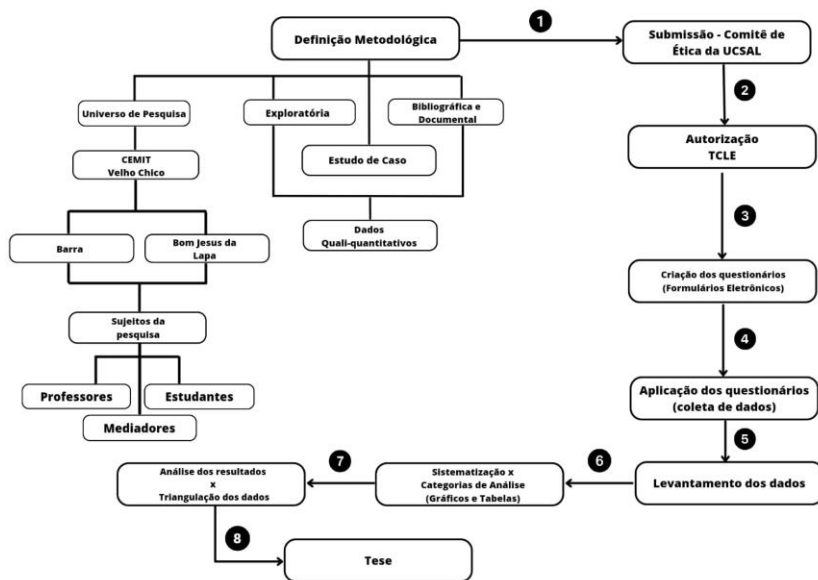 Definição Metodológica
1
Submissão - Comitê de
Ética da UCSAL
2
Universo de Pesquisa
Exploratória
Bibliográfica e
Documental
Autorização
TCLE
CEMIT
Velho Chico
Estudo de Caso
3
Barra
Bom Jesus da
Lapa
Dados
Quali-quantitativos
Criação dos questionários
(Formulários Eletrônicos)
Sujeitos da
pesquisa
4
Professores
Estudantes
Mediadores
Aplicação dos questionários
(coleta de dados)
5
Levantamento dos dados
6
Sistematização x
Categorias de Análise
(Gráficos e Tabelas)
7
Análise dos resultados
x
Triangulação dos dados
8
Tese